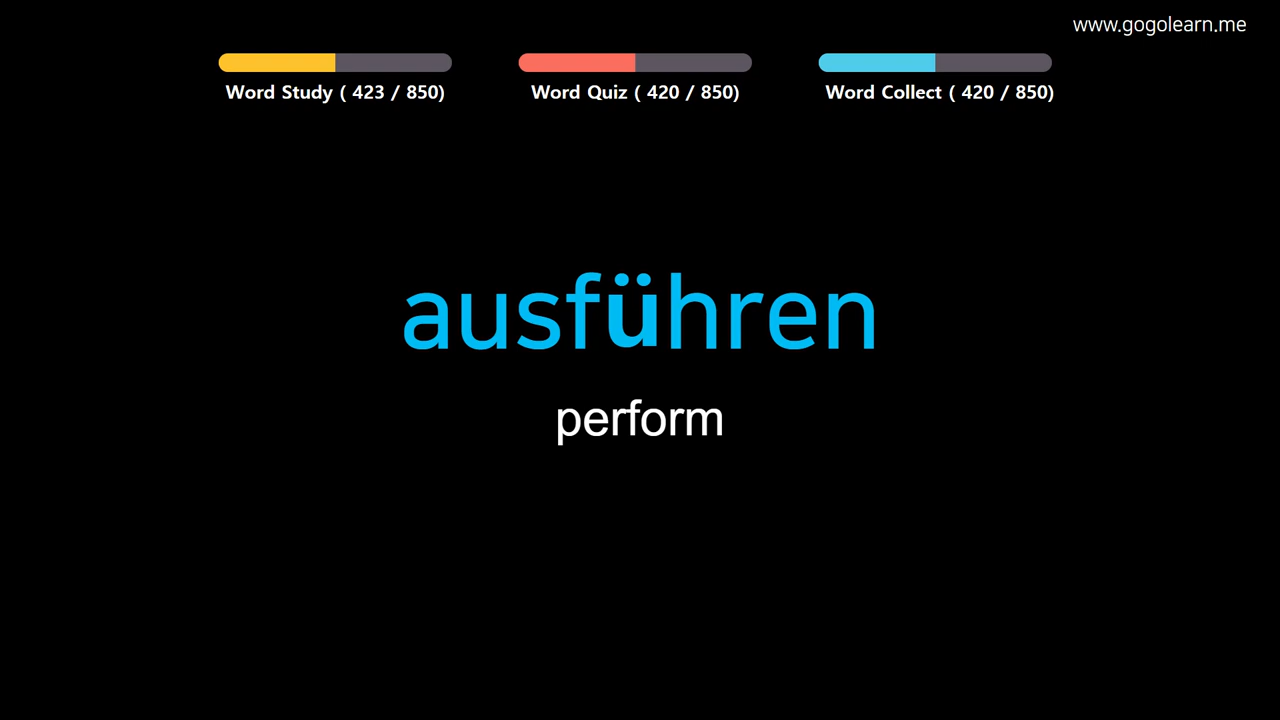 www.gogolearn.me
Word Study ( 423 / 850)
Word Quiz ( 420 / 850)
Word Collect ( 420 / 850)
ausführen
perform